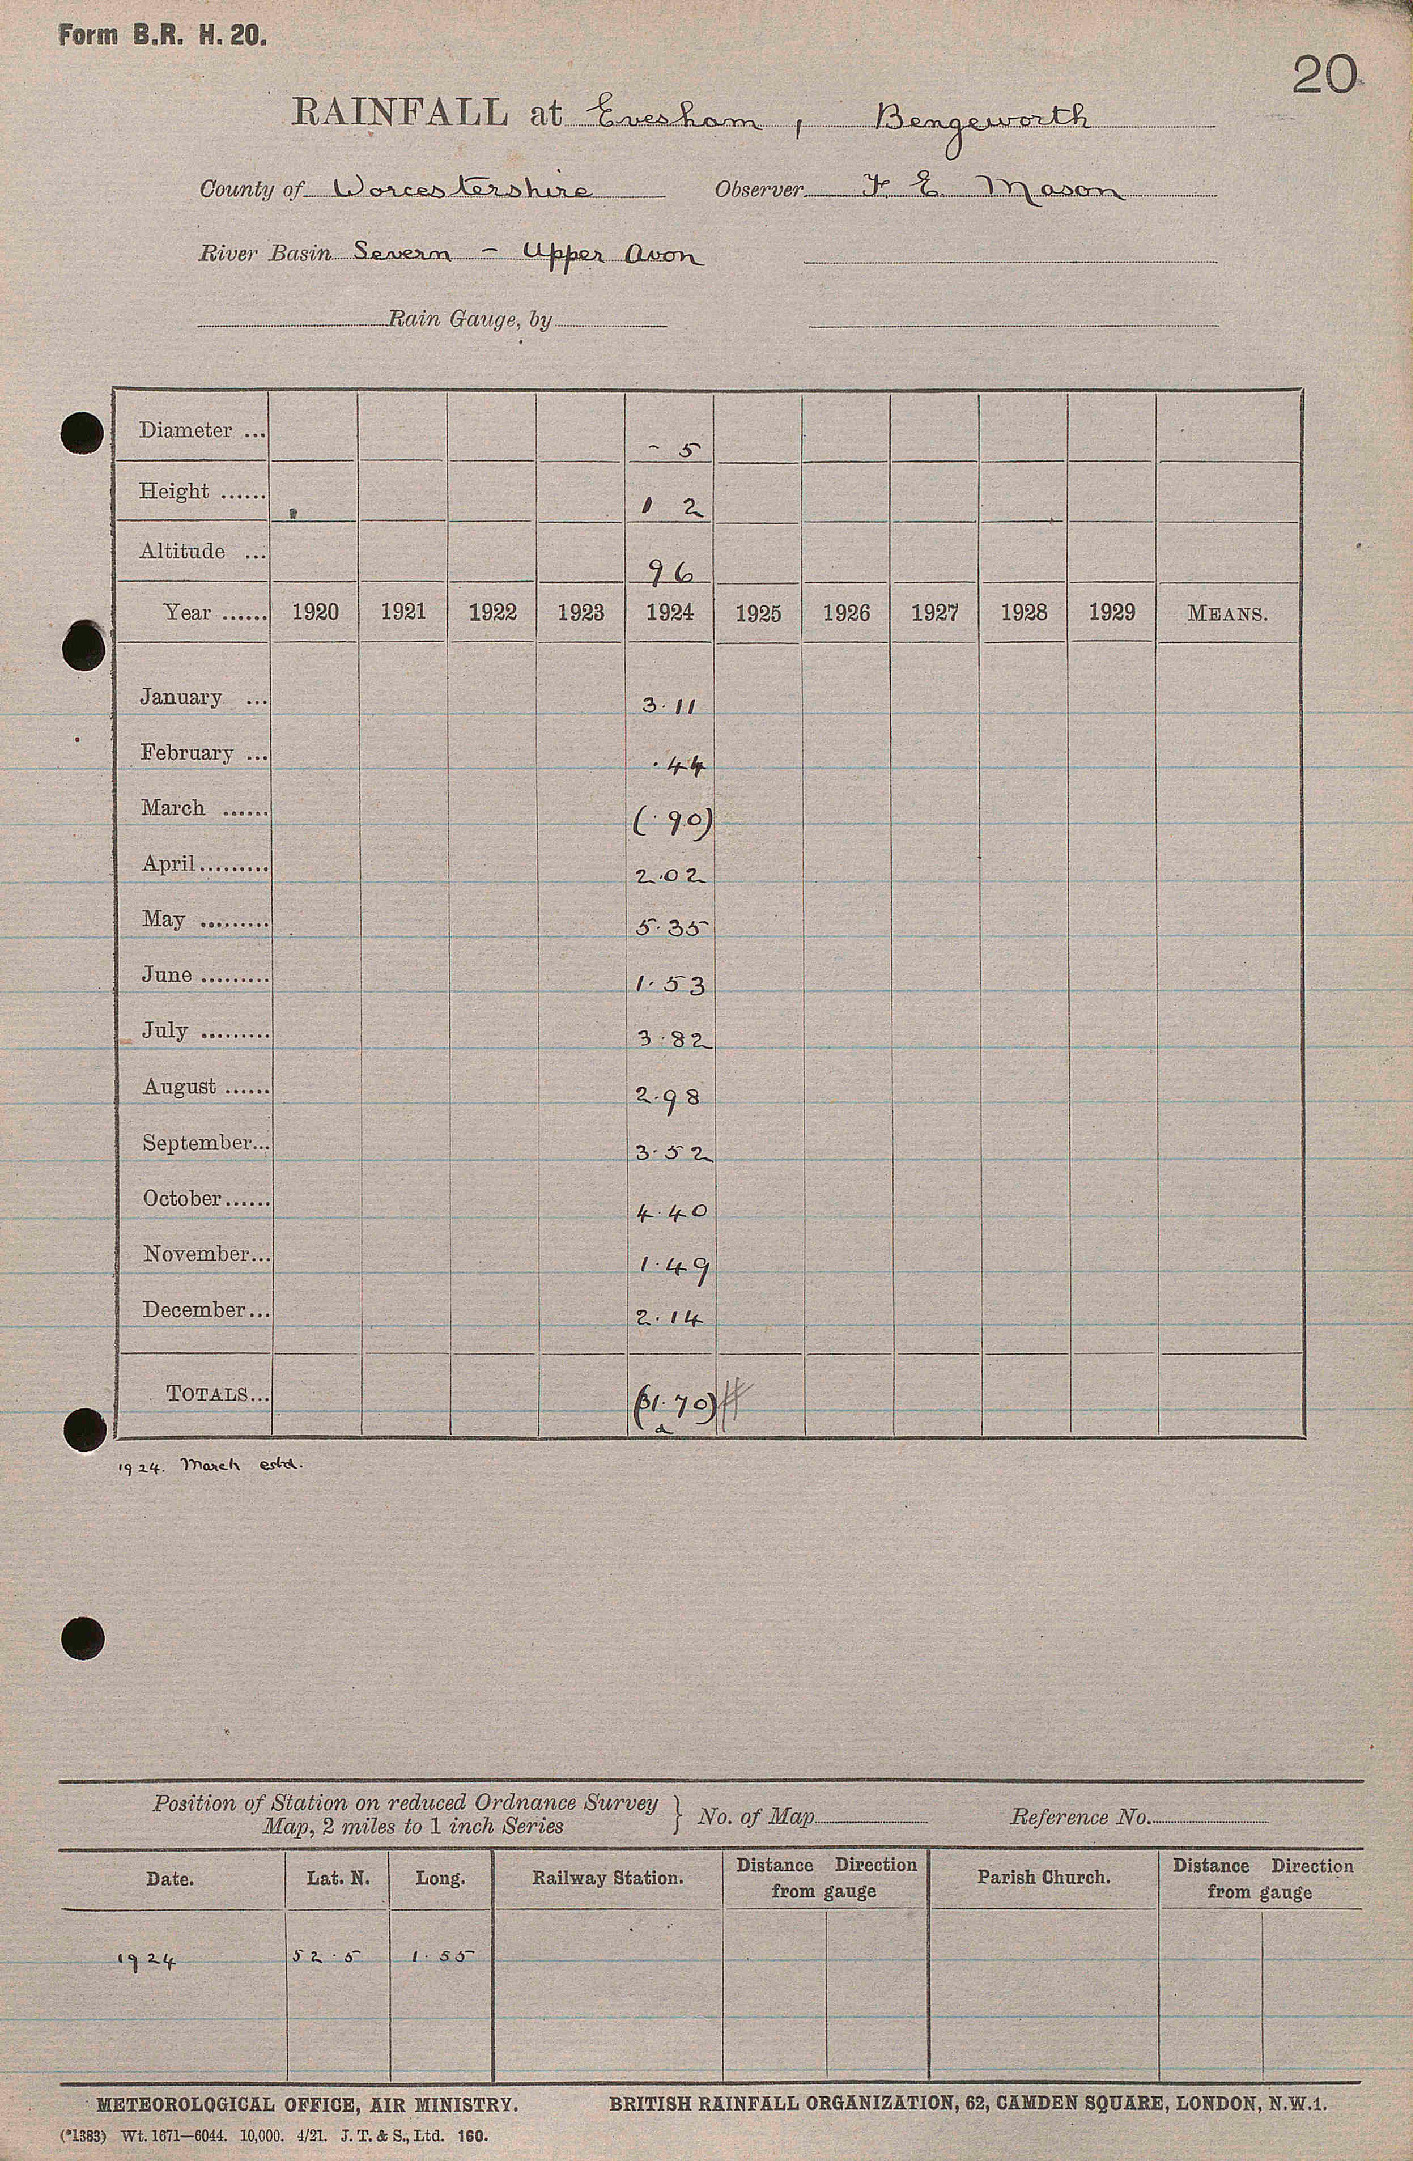 Form B.R. H. 20.
20
RAINFALL at Evesham, Bengeworth
County of Worcestershire Observer F. E. Mason
River Basin Severn - Upper Avon
Rain Gauge, by
Diameter ... - 5
Height ...... 1 2
Altitude ... 96
Year ...... 1920 1921 1922 1923 1924 1925 1926 1927 1928 1929 MEANS.
January ... 3.11
February ... .44
March ...... (.90)
April ......... 2.02
May ......... 5.35
June ......... 1.53
July ......... 3.82
August ...... 2.98
September... 3.52
October ...... 4.40
November... 1.49
December... 2.14
TOTALS... (31.70) #
a
1924. March estd.
Position of Station on reduced Ordnance Survey
Map, 2 miles to 1 inch Series } No. of Map Reference No.
Date. Lat. N. Long. Railway Station. Distance Direction from gauge Parish Church. Distance Direction from gauge
1924 52.5 1.55
METEOROLOGICAL OFFICE, AIR MINISTRY. BRITISH RAINFALL ORGANIZATION, 62, CAMDEN SQUARE, LONDON, N.W.1.
(*1383) Wt. 1671—6044. 10,000. 4/21. J. T. & S., Ltd. 160.